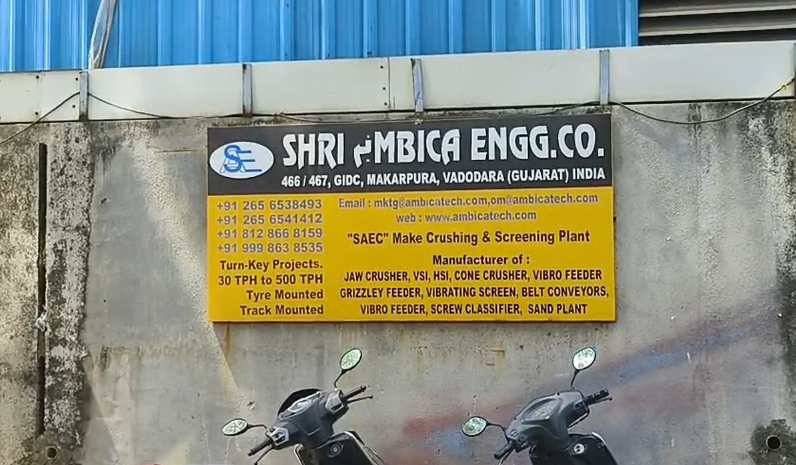 SAE SHRI AMBICA ENGG.CO.
466 / 467, GIDC, MAKARPURA, VADODARA (GUJARAT) INDIA
+91 265 6538493
+91 265 6541412
+91 812 866 8159
+91 999 863 8535
Turn-Key Projects.
30 TPH to 500 TPH
Tyre Mounted
Track Mounted
Email : mktg@ambicatech.com,om@ambicatech.com
web : www.ambicatech.com
"SAEC" Make Crushing & Screening Plant
Manufacturer of :
JAW CRUSHER, VSI, HSI, CONE CRUSHER, VIBRO FEEDER
GRIZZLEY FEEDER, VIBRATING SCREEN, BELT CONVEYORS,
VIBRO FEEDER, SCREW CLASSIFIER, SAND PLANT